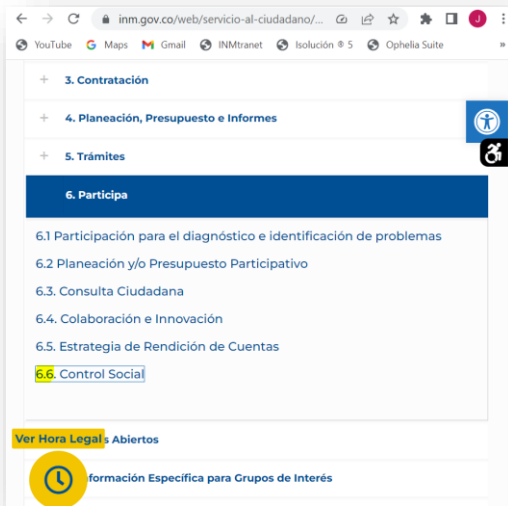 inm.gov.co/web/servicio-al-ciudadano/...
J
YouTube Maps Gmail INMtranet Isolución ® 5 Ophelia Suite »
+ 3. Contratación
+ 4. Planeación, Presupuesto e Informes
+ 5. Trámites
6. Participa
6.1 Participación para el diagnóstico e identificación de problemas
6.2 Planeación y/o Presupuesto Participativo
6.3. Consulta Ciudadana
6.4. Colaboración e Innovación
6.5. Estrategia de Rendición de Cuentas
6.6. Control Social
Ver Hora Legal s Abiertos
formación Específica para Grupos de Interés